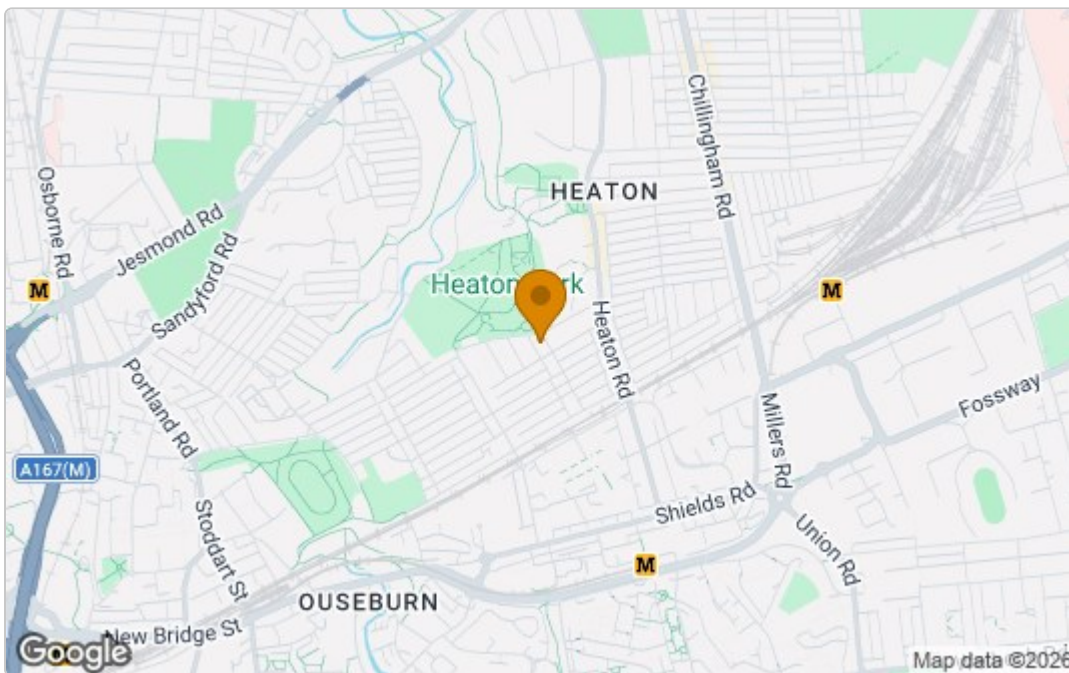 Osborne Rd
Jesmond Rd
Sandyford Rd
HEATON
Chillingham Rd
M
Heaton Park
M
Heaton Rd
Portland Rd
A167(M)
Stoddart St
Millers Rd
Fossway
Shields Rd
Union Rd
M
OUSEBURN
New Bridge St
Google
Map data ©2026